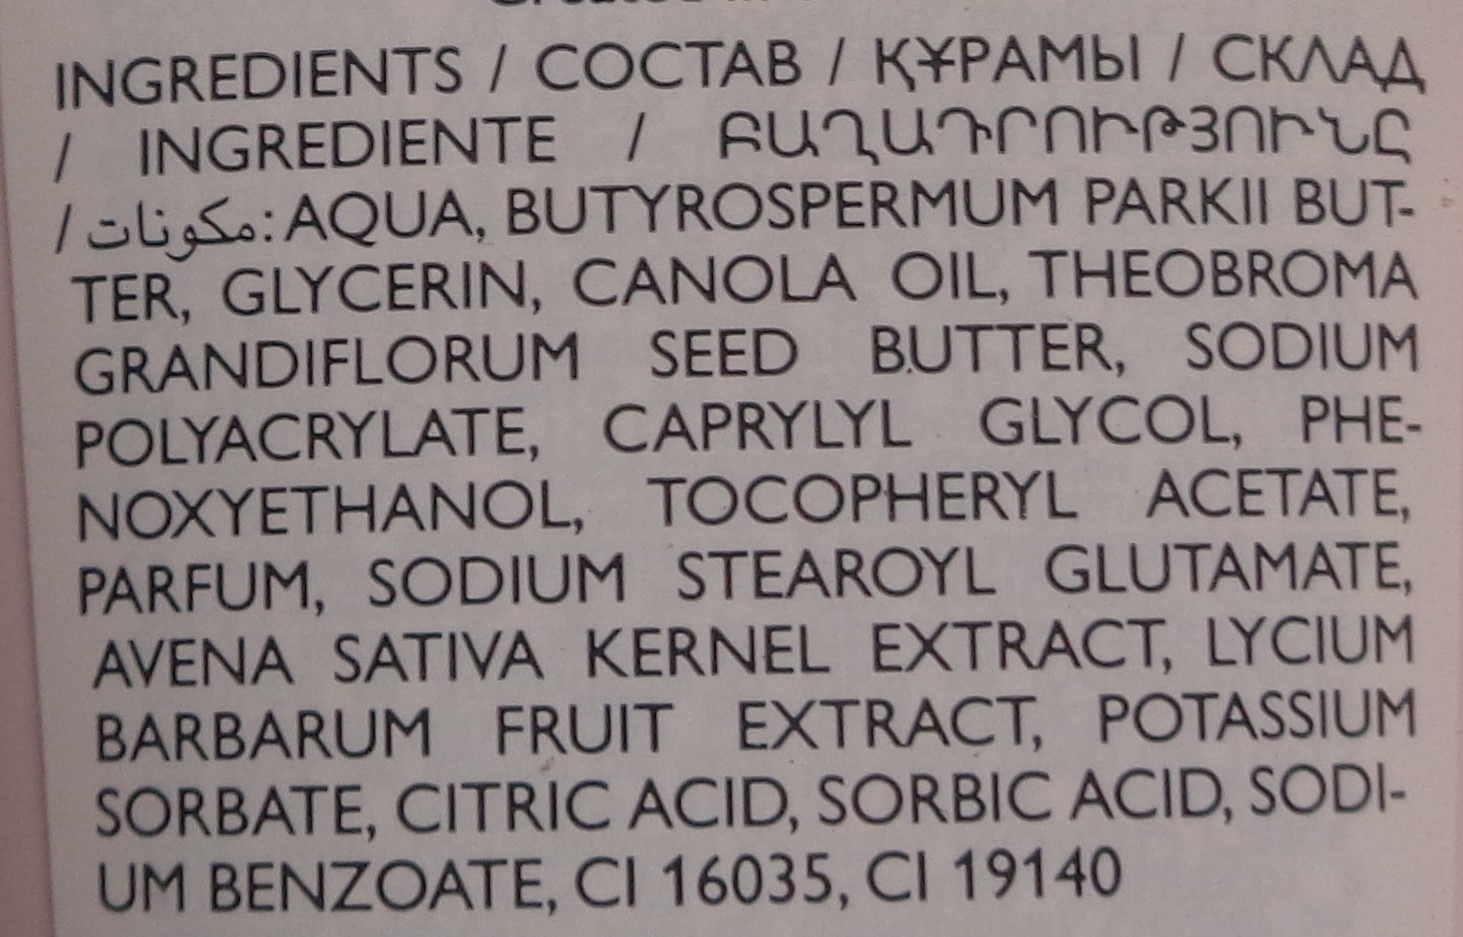 INGREDIENTS / СОСТАВ / ҚҰРАМЫ / СКЛАД
/ INGREDIENTE / ԲԱՂԱԴՐՈՒԹՅՈՒՆԸ
/ مكونات: AQUA, BUTYROSPERMUM PARKII BUT-
TER, GLYCERIN, CANOLA OIL, THEOBROMA
GRANDIFLORUM SEED BUTTER, SODIUM
POLYACRYLATE, CAPRYLYL GLYCOL, PHE-
NOXYETHANOL, TOCOPHERYL ACETATE,
PARFUM, SODIUM STEAROYL GLUTAMATE,
AVENA SATIVA KERNEL EXTRACT, LYCIUM
BARBARUM FRUIT EXTRACT, POTASSIUM
SORBATE, CITRIC ACID, SORBIC ACID, SODI-
UM BENZOATE, CI 16035, CI 19140